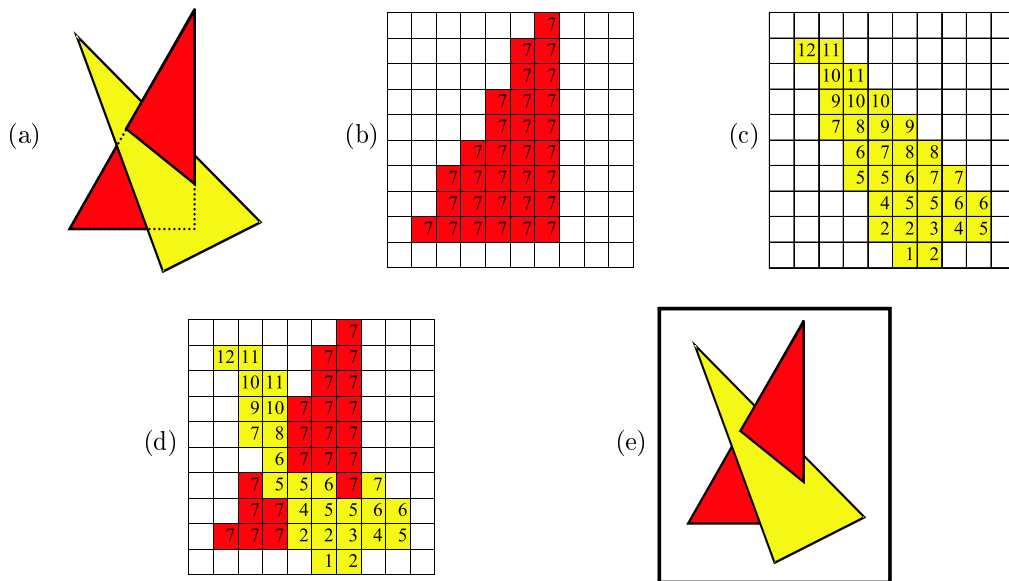 (a)
(b)
7
7 7
7 7
7 7 7
7 7 7
7 7 7 7
7 7 7 7 7
7 7 7 7 7
7 7 7 7 7 7
(c)
12 11
10 11
9 10 10
7 8 9 9
6 7 8 8
5 5 6 7 7
4 5 5 6 6
2 2 3 4 5
1 2
(d)
7
12 11 7 7
10 11 7 7
9 10 7 7 7
7 8 7 7 7
6 7 7 7
7 5 5 6 7 7
7 7 4 5 5 6 6
7 7 7 2 2 3 4 5
1 2
(e)